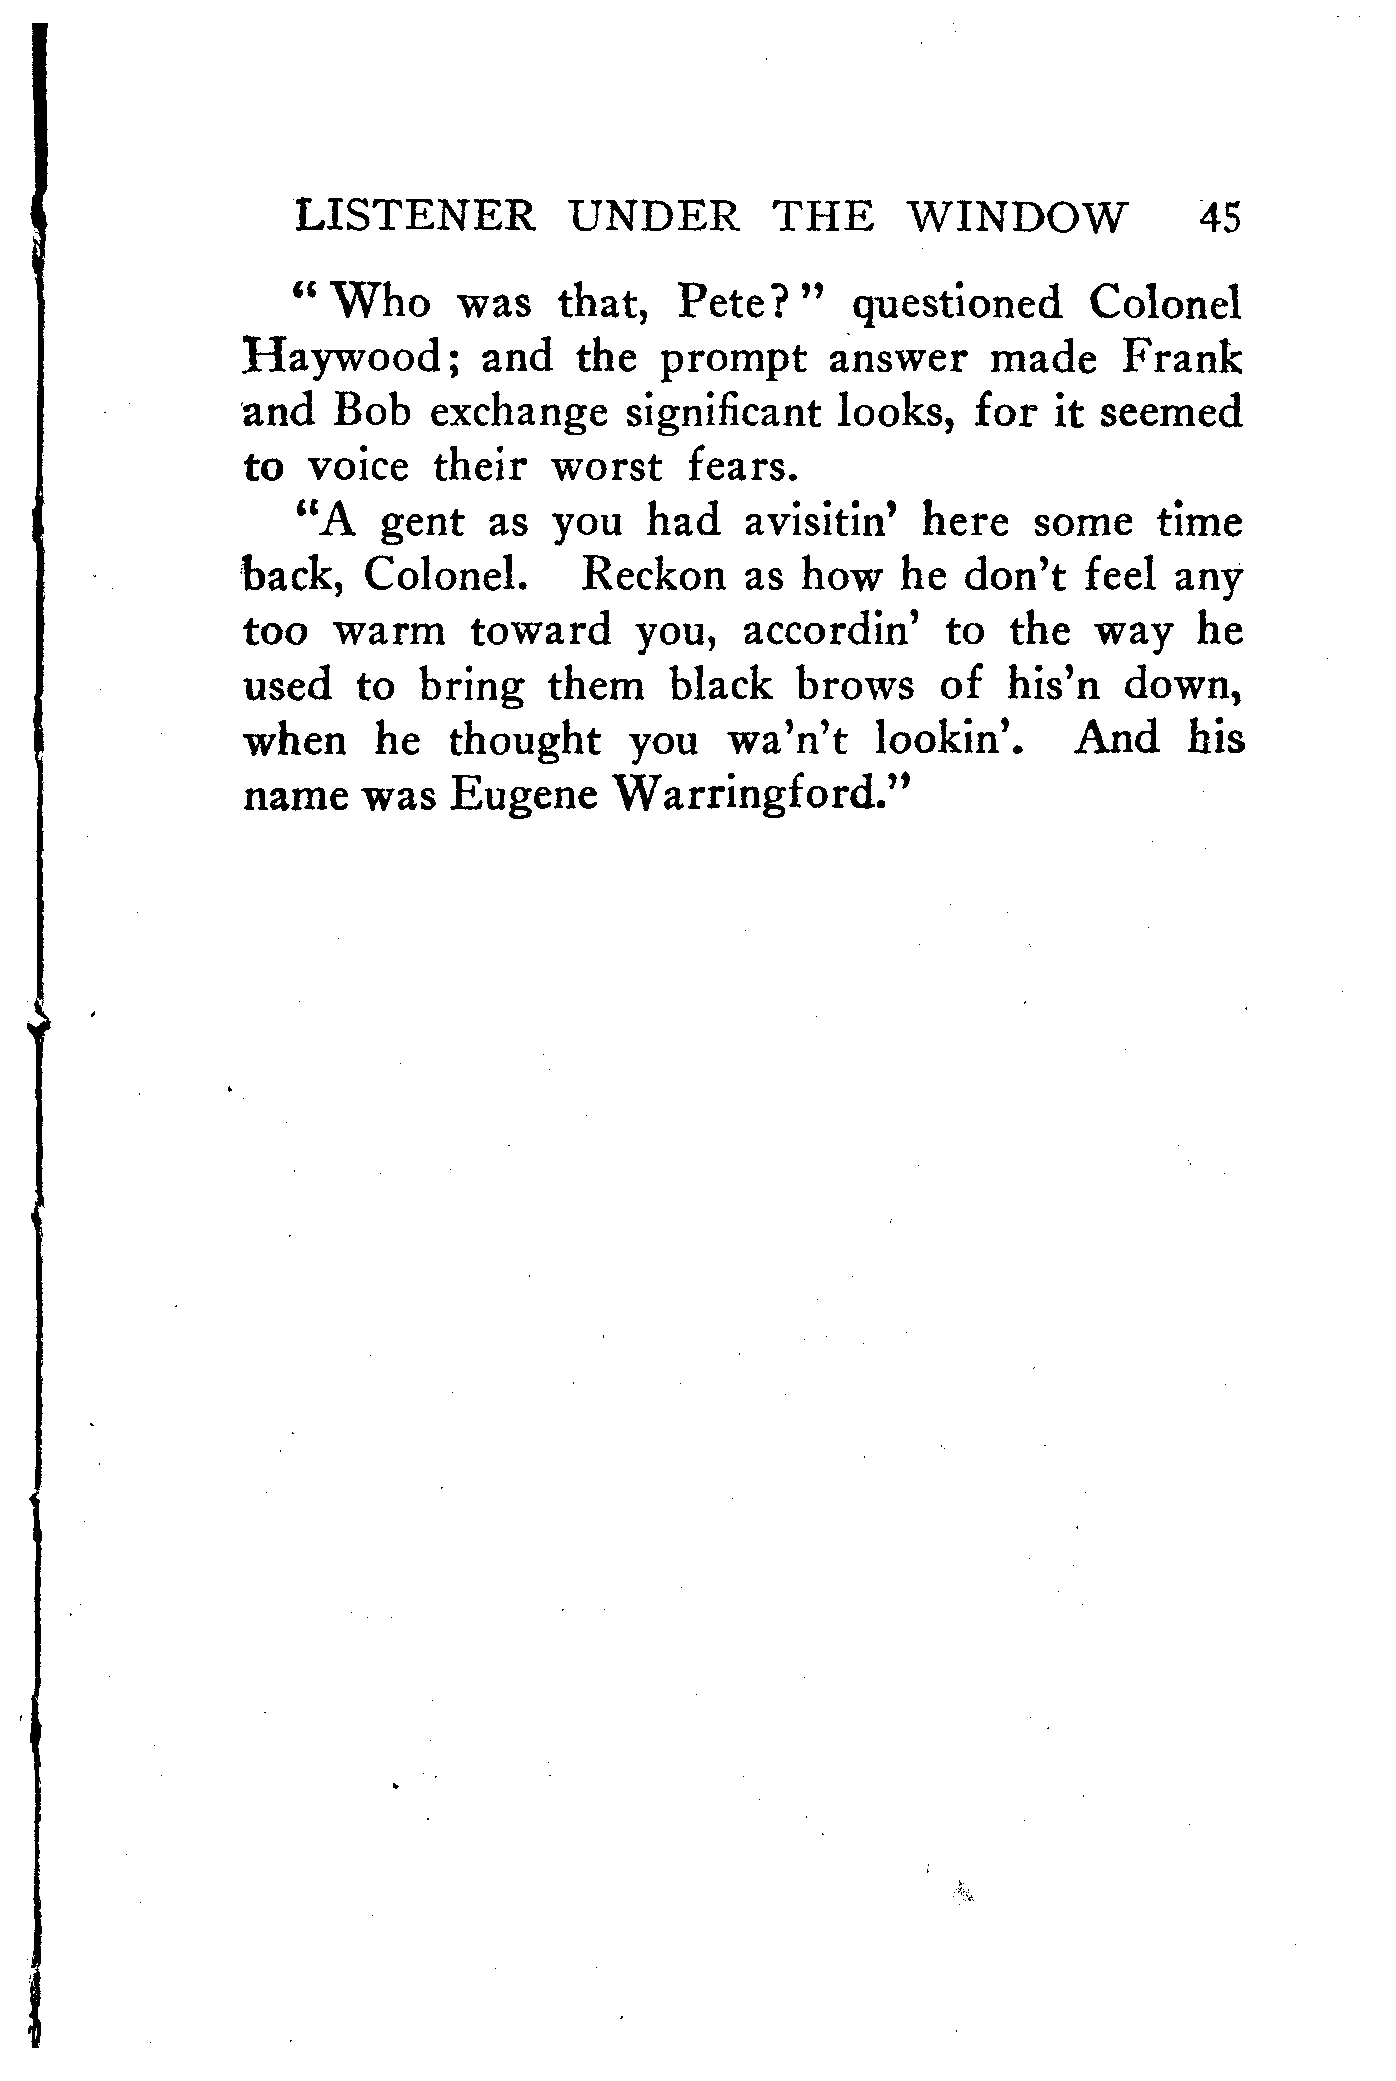 LISTENER UNDER THE WINDOW 45
" Who was that, Pete? " questioned Colonel
Haywood; and the prompt answer made Frank
and Bob exchange significant looks, for it seemed
to voice their worst fears.
"A gent as you had avisitin' here some time
back, Colonel. Reckon as how he don't feel any
too warm toward you, accordin' to the way he
used to bring them black brows of his'n down,
when he thought you wa'n't lookin'. And his
name was Eugene Warringford."